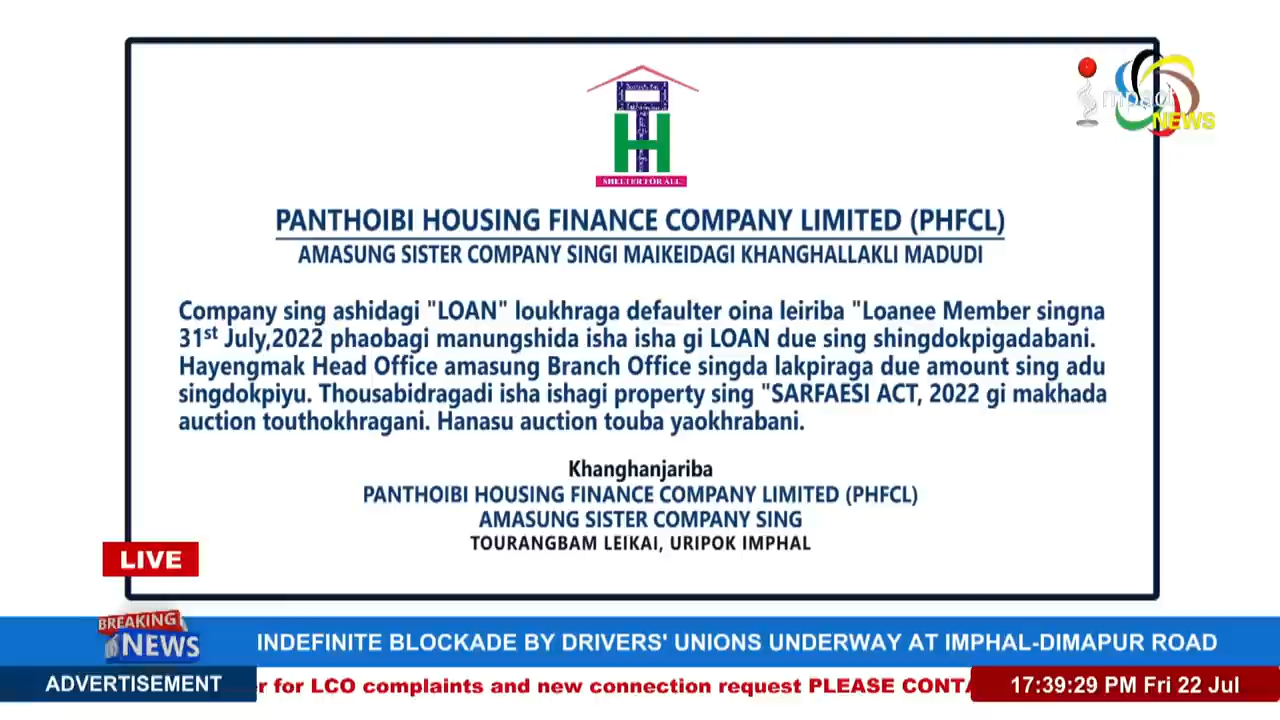 impact
NEWS
SHELTER FOR ALL
PANTHOIBI HOUSING FINANCE COMPANY LIMITED (PHFCL)
AMASUNG SISTER COMPANY SINGI MAIKEIDAGI KHANGHALLAKLI MADUDI
Company sing ashidagi "LOAN" loukhraga defaulter oina leiriba "Loanee Member singna
31st July,2022 phaobagi manungshida isha isha gi LOAN due sing shingdokpigadabani.
Hayengmak Head Office amasung Branch Office singda lakpiraga due amount sing adu
singdokpiyu. Thousabidragadi isha ishagi property sing "SARFAESI ACT, 2022 gi makhada
auction touthokhragani. Hanasu auction touba yaokhrabani.
Khanghanjariba
PANTHOIBI HOUSING FINANCE COMPANY LIMITED (PHFCL)
AMASUNG SISTER COMPANY SING
TOURANGBAM LEIKAI, URIPOK IMPHAL
LIVE
BREAKING
NEWS
INDEFINITE BLOCKADE BY DRIVERS' UNIONS UNDERWAY AT IMPHAL-DIMAPUR ROAD
ADVERTISEMENT
for LCO complaints and new connection request PLEASE
17:39:29 PM Fri 22 Jul